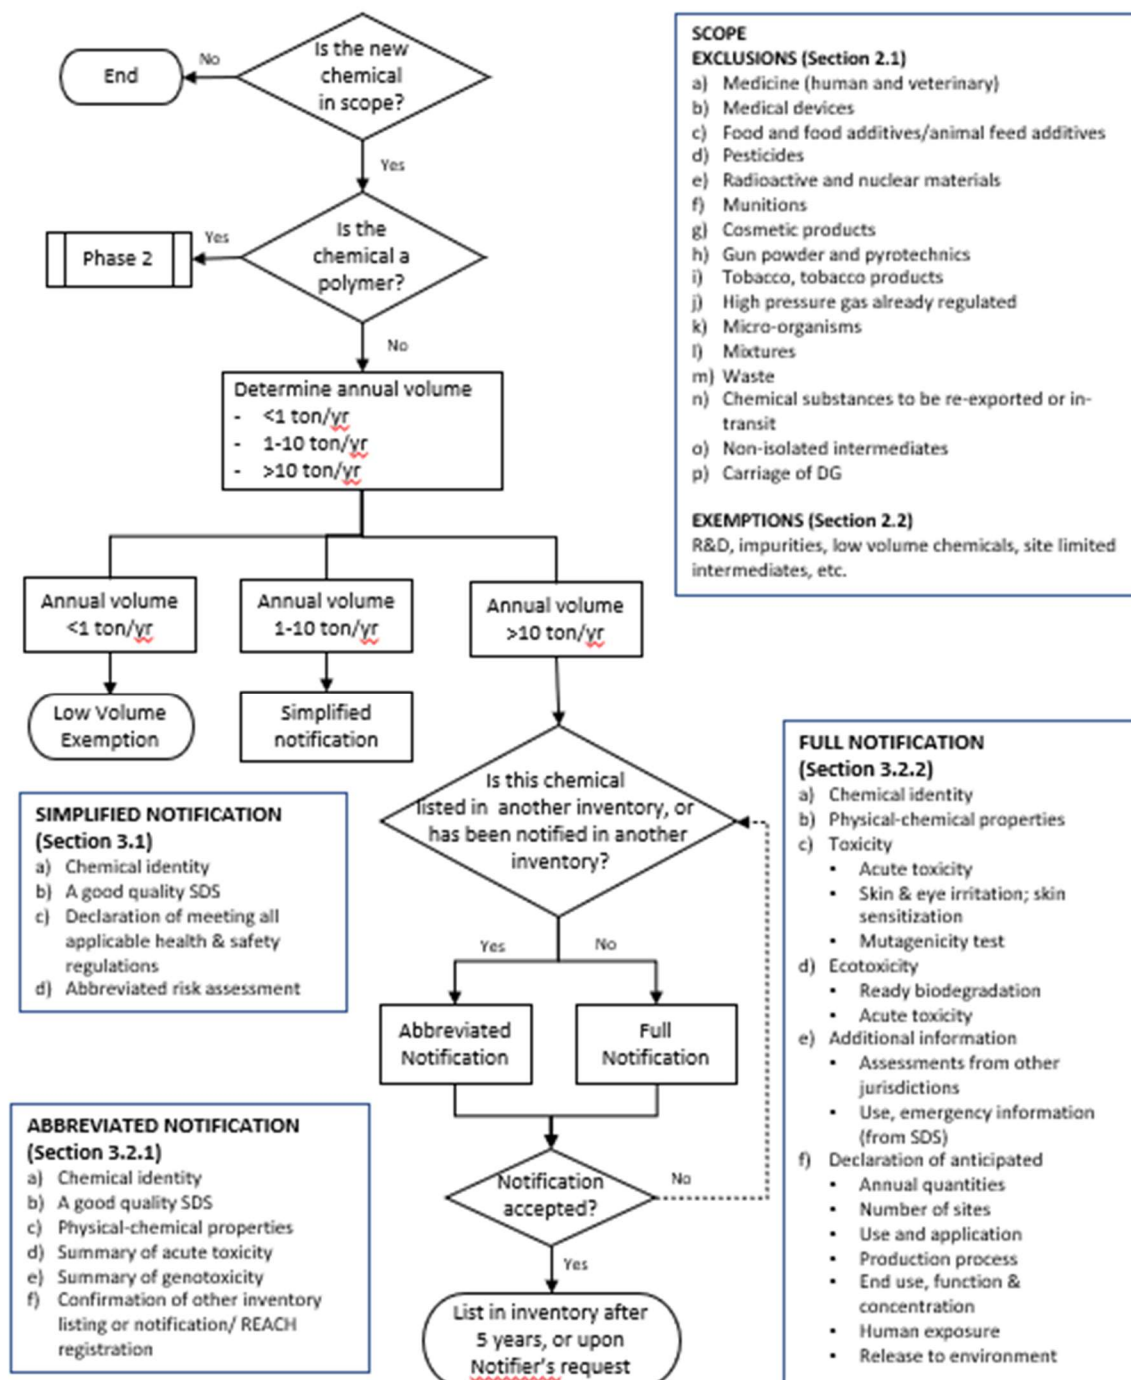 Is the new
chemical
in scope?
No
End
Yes
Is the
chemical a
polymer?
Yes
Phase 2
No
Determine annual volume
- <1 ton/yr
- 1-10 ton/yr
- >10 ton/yr
Annual volume
<1 ton/yr
Annual volume
1-10 ton/yr
Annual volume
>10 ton/yr
Low Volume
Exemption
Simplified
notification
Is this chemical
listed in another inventory, or
has been notified in another
inventory?
Yes
No
Abbreviated
Notification
Full
Notification
Notification
accepted?
No
Yes
List in inventory after
5 years, or upon
Notifier's request
SCOPE
EXCLUSIONS (Section 2.1)
a) Medicine (human and veterinary)
b) Medical devices
c) Food and food additives/animal feed additives
d) Pesticides
e) Radioactive and nuclear materials
f) Munitions
g) Cosmetic products
h) Gun powder and pyrotechnics
i) Tobacco, tobacco products
j) High pressure gas already regulated
k) Micro-organisms
l) Mixtures
m) Waste
n) Chemical substances to be re-exported or in-
transit
o) Non-isolated intermediates
p) Carriage of DG
EXEMPTIONS (Section 2.2)
R&D, impurities, low volume chemicals, site limited
intermediates, etc.
SIMPLIFIED NOTIFICATION
(Section 3.1)
a) Chemical identity
b) A good quality SDS
c) Declaration of meeting all
applicable health & safety
regulations
d) Abbreviated risk assessment
ABBREVIATED NOTIFICATION
(Section 3.2.1)
a) Chemical identity
b) A good quality SDS
c) Physical-chemical properties
d) Summary of acute toxicity
e) Summary of genotoxicity
f) Confirmation of other inventory
listing or notification/ REACH
registration
FULL NOTIFICATION
(Section 3.2.2)
a) Chemical identity
b) Physical-chemical properties
c) Toxicity
▪ Acute toxicity
▪ Skin & eye irritation; skin
sensitization
▪ Mutagenicity test
d) Ecotoxicity
▪ Ready biodegradation
▪ Acute toxicity
e) Additional information
▪ Assessments from other
jurisdictions
▪ Use, emergency information
(from SDS)
f) Declaration of anticipated
▪ Annual quantities
▪ Number of sites
▪ Use and application
▪ Production process
▪ End use, function &
concentration
▪ Human exposure
▪ Release to environment